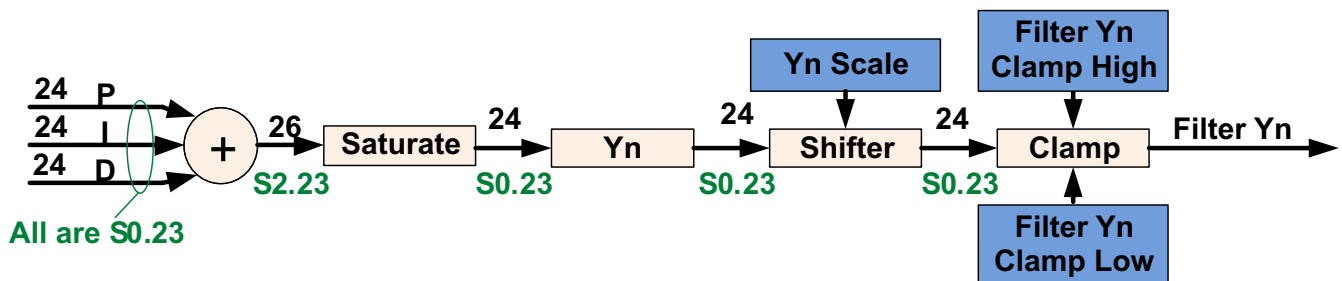 24 P
24 I
24 D
All are S0.23
+
26
S2.23
Saturate
24
S0.23
Yn
24
S0.23
Yn Scale
Shifter
24
S0.23
Filter Yn
Clamp High
Clamp
Filter Yn
Clamp Low
Filter Yn